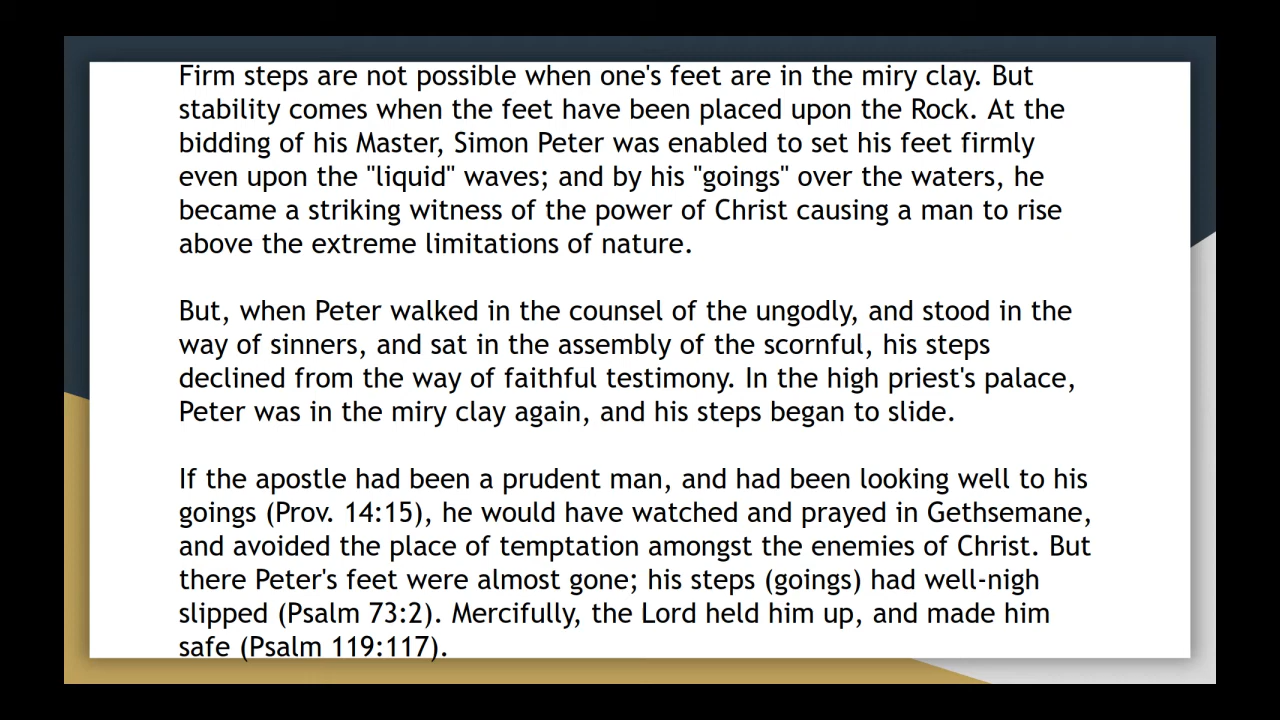 Firm steps are not possible when one's feet are in the miry clay. But
stability comes when the feet have been placed upon the Rock. At the
bidding of his Master, Simon Peter was enabled to set his feet firmly
even upon the "liquid" waves; and by his "goings" over the waters, he
became a striking witness of the power of Christ causing a man to rise
above the extreme limitations of nature.
But, when Peter walked in the counsel of the ungodly, and stood in the
way of sinners, and sat in the assembly of the scornful, his steps
declined from the way of faithful testimony. In the high priest's palace,
Peter was in the miry clay again, and his steps began to slide.
If the apostle had been a prudent man, and had been looking well to his
goings (Prov. 14:15), he would have watched and prayed in Gethsemane,
and avoided the place of temptation amongst the enemies of Christ. But
there Peter's feet were almost gone; his steps (goings) had well-nigh
slipped (Psalm 73:2). Mercifully, the Lord held him up, and made him
safe (Psalm 119:117).